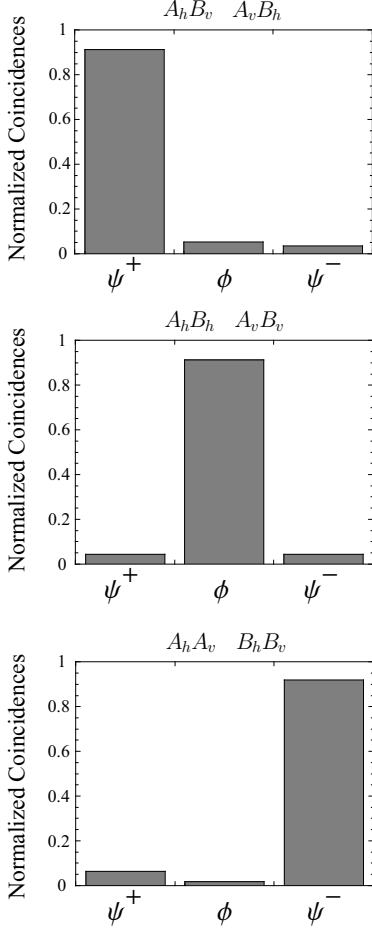 A_hB_v A_vB_h
Normalized Coincidences
1
0.8
0.6
0.4
0.2
0
ψ+ ϕ ψ−
A_hB_h A_vB_v
Normalized Coincidences
1
0.8
0.6
0.4
0.2
0
ψ+ ϕ ψ−
A_hA_v B_hB_v
Normalized Coincidences
1
0.8
0.6
0.4
0.2
0
ψ+ ϕ ψ−